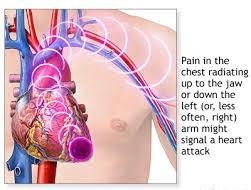 Pain in the
chest radiating
up to the jaw
or down the
left (or, less
often, right)
arm might
signal a heart
attack